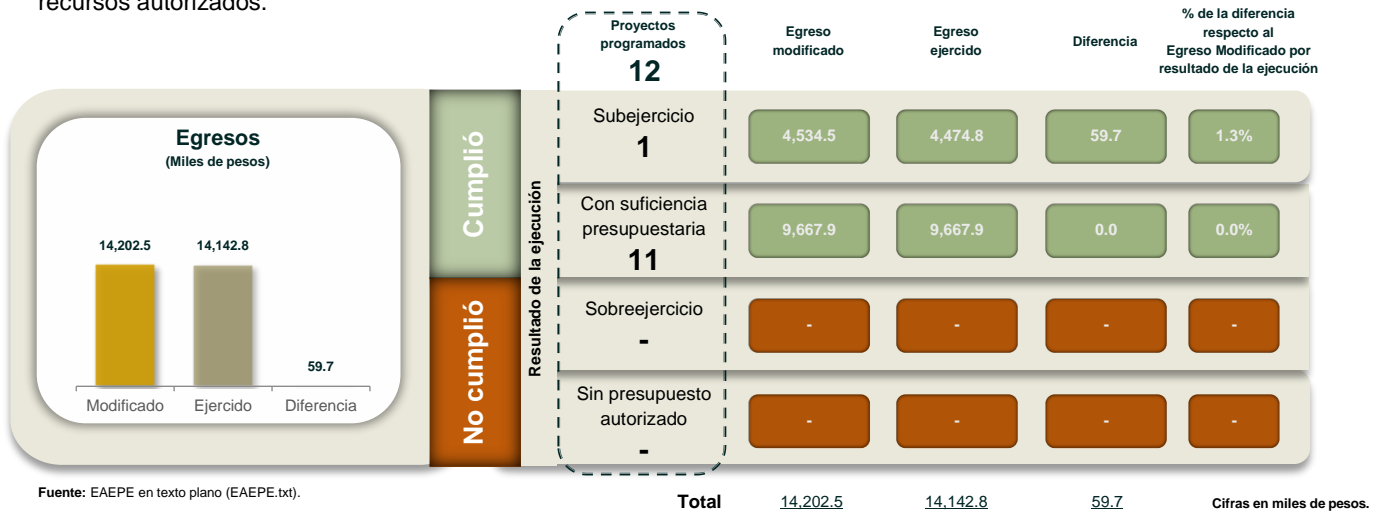 recursos autorizados.
Proyectos
programados
12
Egreso
modificado
Egreso
ejercido
Diferencia
% de la diferencia
respecto al
Egreso Modificado por
resultado de la ejecución
Egresos
(Miles de pesos)
14,202.5
14,142.8
59.7
Modificado
Ejercido
Diferencia
Cumplió
No cumplió
Resultado de la ejecución
Subejercicio
1
4,534.5
4,474.8
59.7
1.3%
Con suficiencia
presupuestaria
11
9,667.9
9,667.9
0.0
0.0%
Sobreejercicio
-
-
-
-
-
Sin presupuesto
autorizado
-
-
-
-
-
Fuente: EAEPE en texto plano (EAEPE.txt).
Total
14,202.5
14,142.8
59.7
Cifras en miles de pesos.